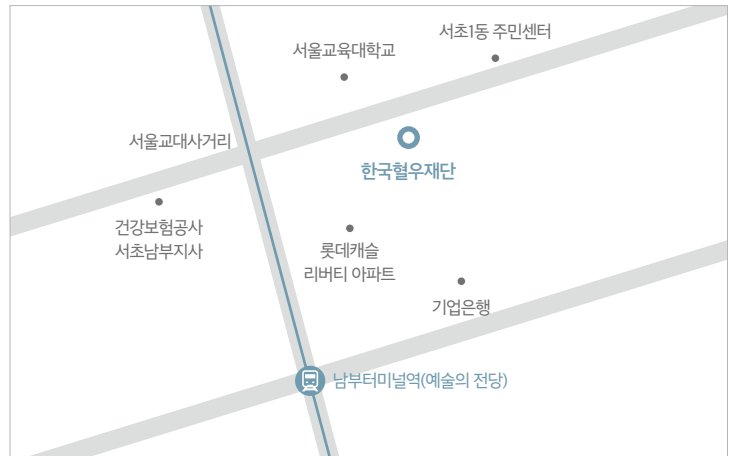 서초1동 주민센터
서울교육대학교
서울교대사거리
한국혈우재단
건강보험공사
서초남부지사
롯데캐슬
리버티 아파트
기업은행
남부터미널역(예술의 전당)